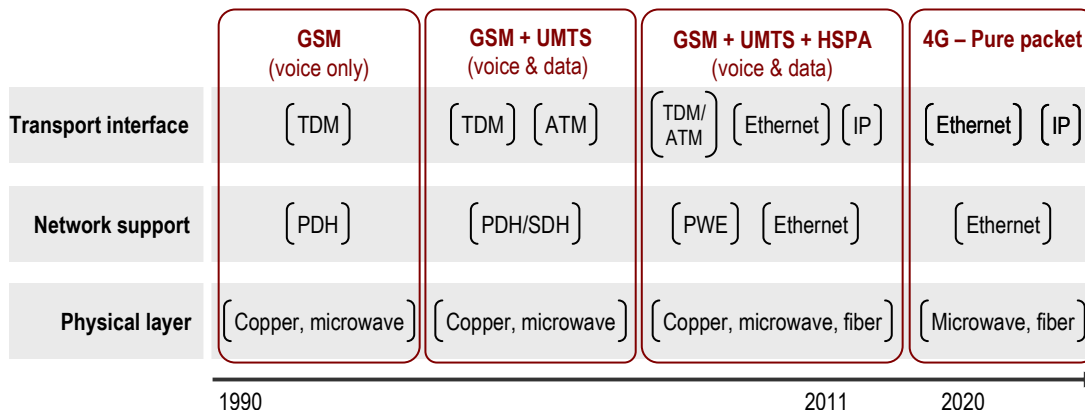 GSM
(voice only)
GSM + UMTS
(voice & data)
GSM + UMTS + HSPA
(voice & data)
4G – Pure packet
Transport interface
TDM
TDM
ATM
TDM/
ATM
Ethernet
IP
Ethernet
IP
Network support
PDH
PDH/SDH
PWE
Ethernet
Ethernet
Physical layer
Copper, microwave
Copper, microwave
Copper, microwave, fiber
Microwave, fiber
1990
2011
2020